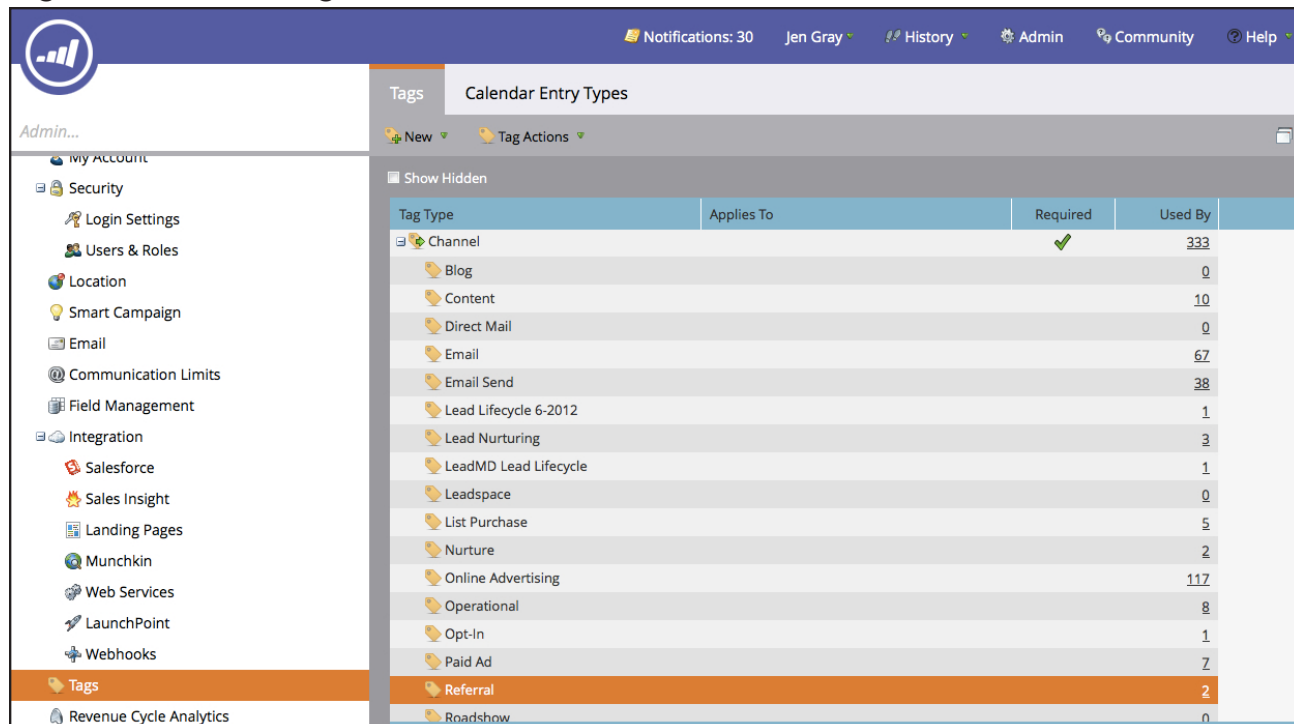 Notifications: 30 Jen Gray History Admin Community Help
Tags Calendar Entry Types
Admin...
New Tag Actions
My Account
Security
Login Settings
Users & Roles
Location
Smart Campaign
Email
Communication Limits
Field Management
Integration
Salesforce
Sales Insight
Landing Pages
Munchkin
Web Services
LaunchPoint
Webhooks
Tags
Revenue Cycle Analytics
Show Hidden
Tag Type Applies To Required Used By
Channel 333
Blog 0
Content 10
Direct Mail 0
Email 67
Email Send 38
Lead Lifecycle 6-2012 1
Lead Nurturing 3
LeadMD Lead Lifecycle 1
Leadspace 0
List Purchase 5
Nurture 2
Online Advertising 117
Operational 8
Opt-In 1
Paid Ad 7
Referral 2
Roadshow 0